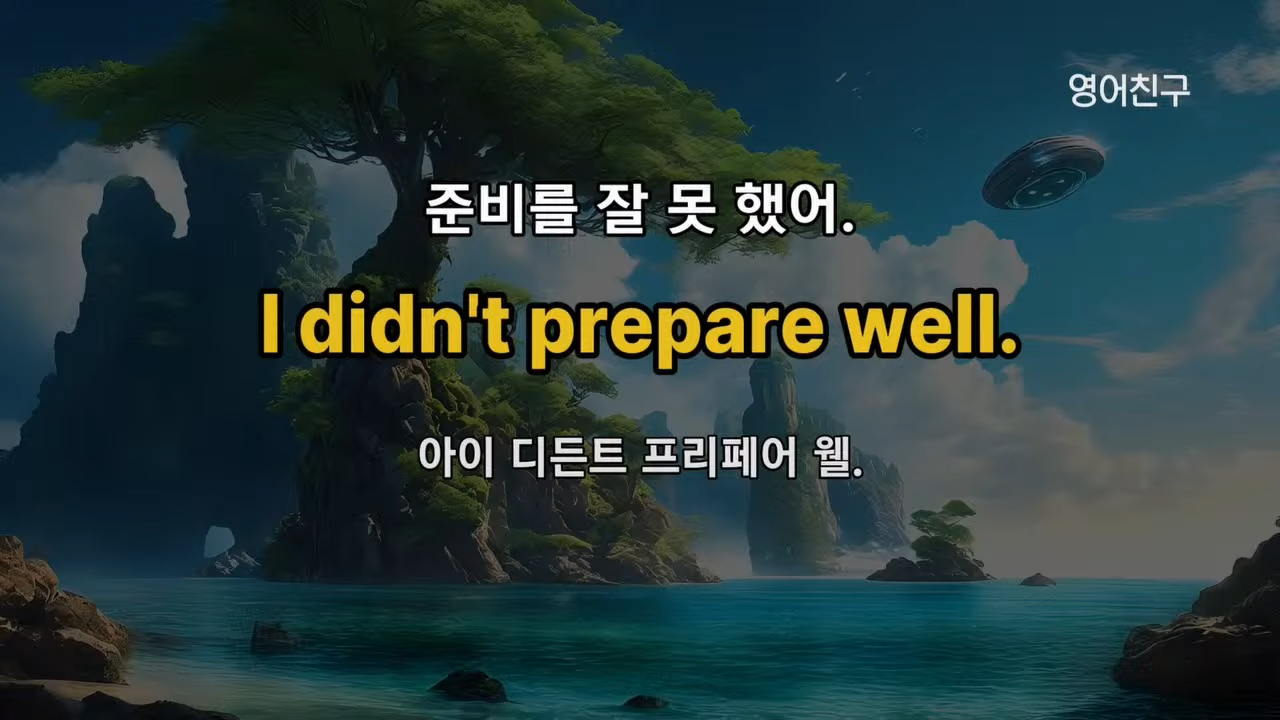 영어친구
준비를 잘 못 했어.
I didn't prepare well.
아이 디든트 프리페어 웰.